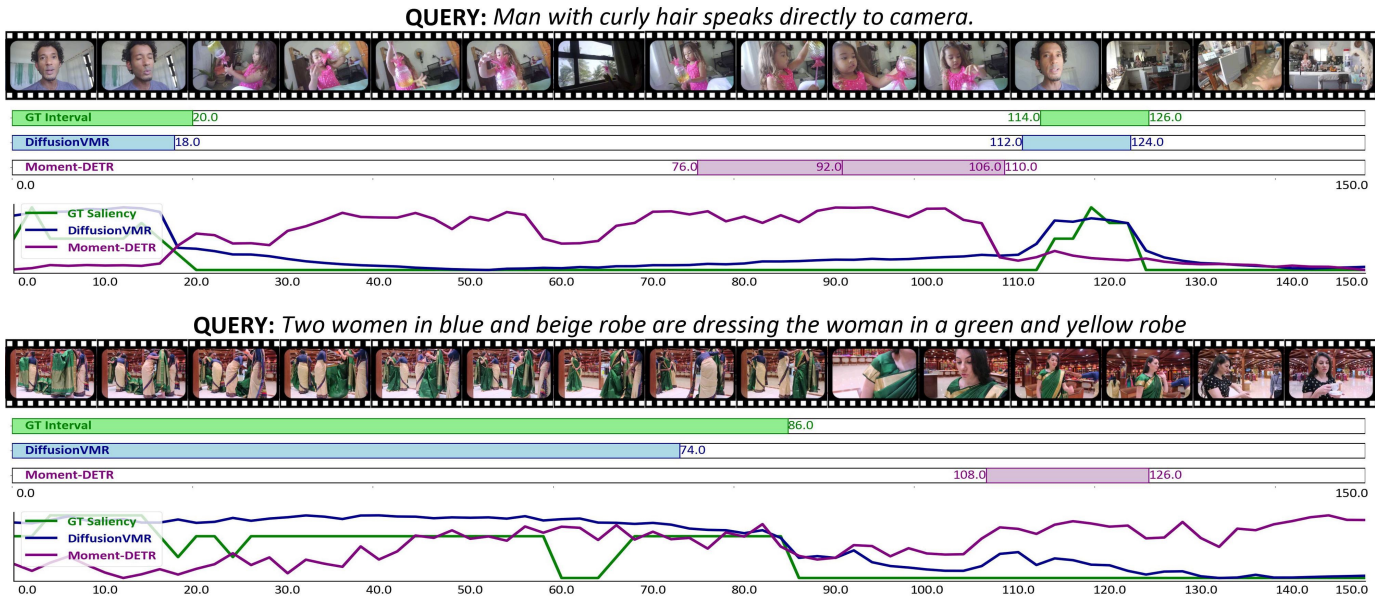 QUERY: Man with curly hair speaks directly to camera.
GT Interval 20.0 114.0 126.0
DiffusionVMR 18.0 112.0 124.0
Moment-DETR 76.0 92.0 106.0 110.0
0.0 150.0
GT Saliency
DiffusionVMR
Moment-DETR
0.0 10.0 20.0 30.0 40.0 50.0 60.0 70.0 80.0 90.0 100.0 110.0 120.0 130.0 140.0 150.0
QUERY: Two women in blue and beige robe are dressing the woman in a green and yellow robe
GT Interval 86.0
DiffusionVMR 74.0
Moment-DETR 108.0 126.0
0.0 150.0
GT Saliency
DiffusionVMR
Moment-DETR
0.0 10.0 20.0 30.0 40.0 50.0 60.0 70.0 80.0 90.0 100.0 110.0 120.0 130.0 140.0 150.0